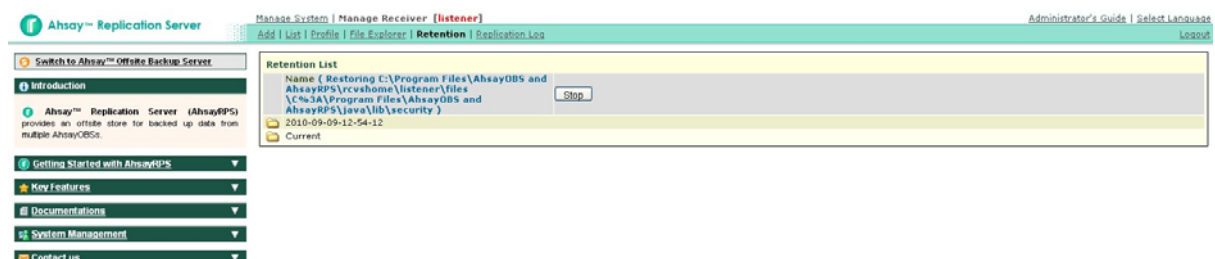 Ahsay™ Replication Server
Manage System | Manage Receiver [listener]
Administrator's Guide | Select Language
Add | List | Profile | File Explorer | Retention | Replication Log
Logout
Switch to Ahsay™ Offsite Backup Server
Introduction
Ahsay™ Replication Server (AhsayRPS)
provides an offsite store for backed up data from
multiple AhsayOBSs.
Getting Started with AhsayRPS
Key Features
Documentations
System Management
Contact us
Retention List
Name ( Restoring C:\Program Files\AhsayOBS and
AhsayRPS\rcvshome\listener\files
\C%3A\Program Files\AhsayOBS and
AhsayRPS\java\lib\security )
Stop
2010-09-09-12-54-12
Current